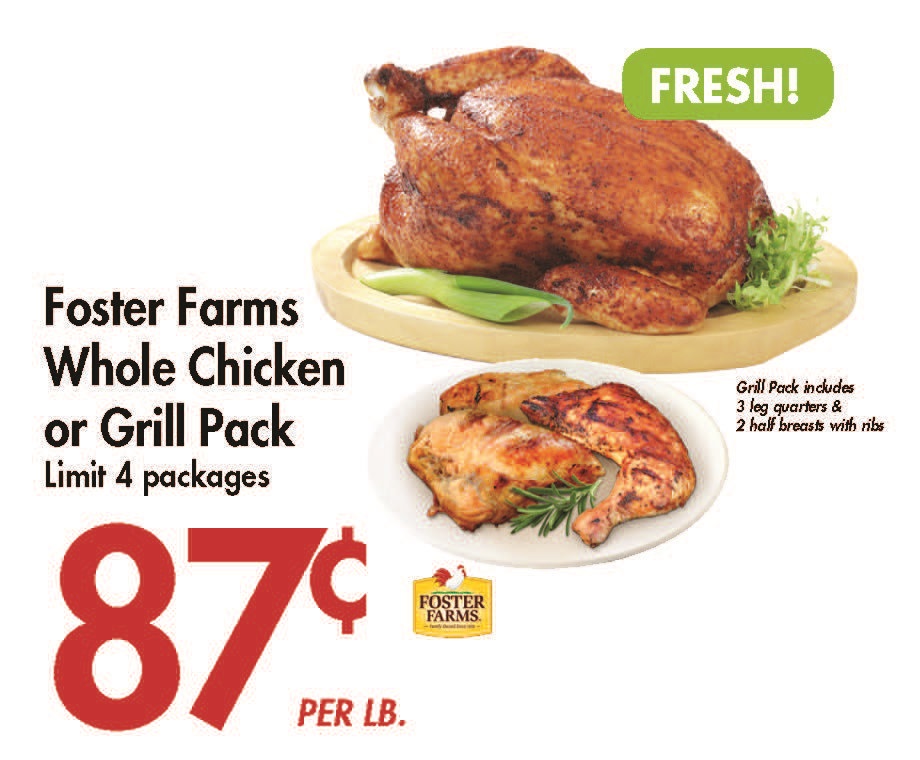 FRESH!
Foster Farms
Whole Chicken
or Grill Pack
Limit 4 packages
Grill Pack includes
3 leg quarters &
2 half breasts with ribs
87¢
PER LB.
FOSTER
FARMS